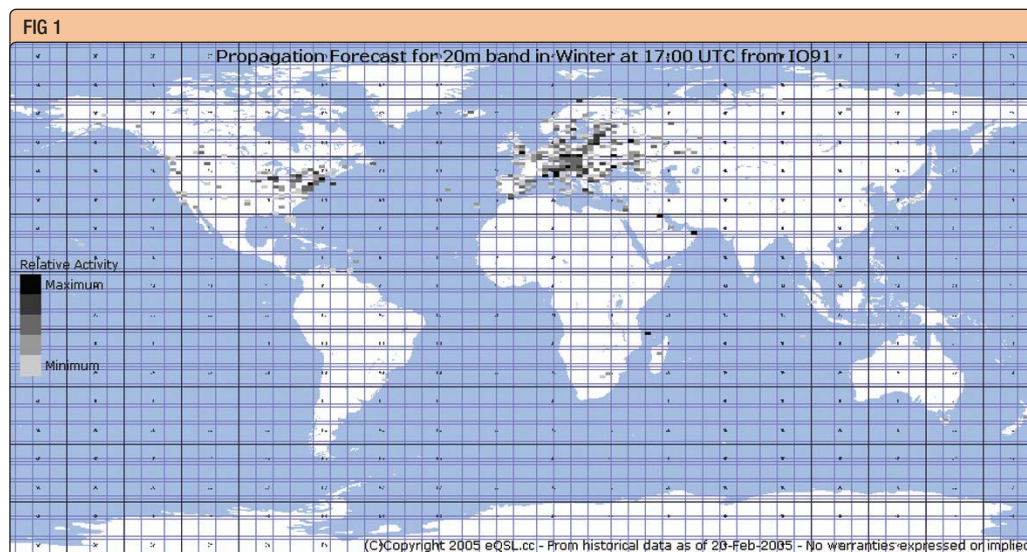 FIG 1
Propagation Forecast for 20m band in Winter at 17:00 UTC from IO91
Relative Activity
Maximum
Minimum
(C)Copyright 2005 eQSL.cc - From historical data as of 20-Feb-2005 - No warranties expressed or implied